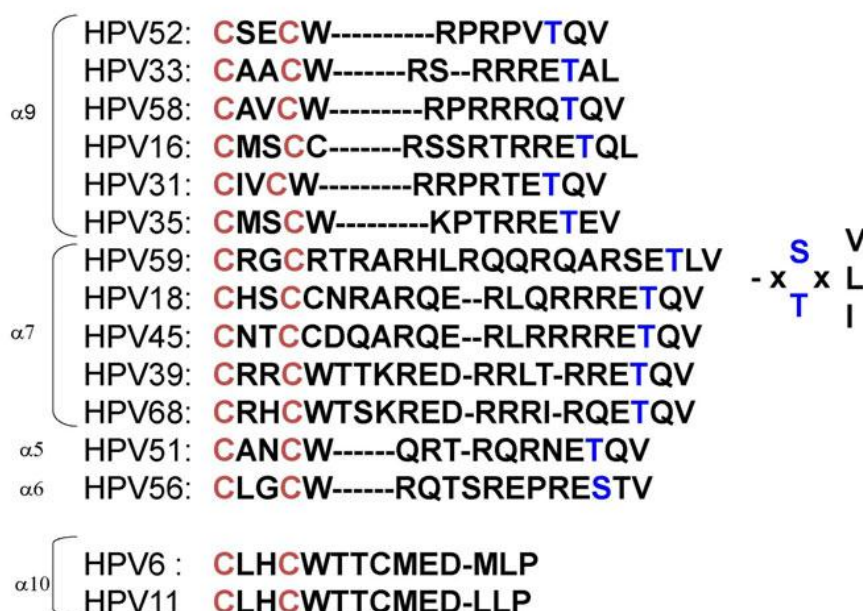 HPV52: CSECW----------RPRPVTQV
HPV33: CAACW-------RS--RRRETAL
α9 HPV58: CAVCW---------RPRRRQTQV
HPV16: CMSCC-------RSSRTRRETQL
HPV31: CIVCW---------RRPRTETQV
HPV35: CMSCW---------KPTRRETEV
HPV59: CRGCRTRARHLRQQRQARSETLV
HPV18: CHSCCNRARQE--RLQRRRETQV
α7 HPV45: CNTCCDQARQE--RLRRRRETQV
HPV39: CRRCWTTKRED-RRLT-RRETQV
HPV68: CRHCWTSKRED-RRRI-RQETQV
α5 HPV51: CANCW------QRT-RQRNETQV
α6 HPV56: CLGCW------RQTSREPRESTV
S V
- x x L
T I
HPV6 : CLHCWTTCMED-MLP
α10 HPV11 CLHCWTTCMED-LLP